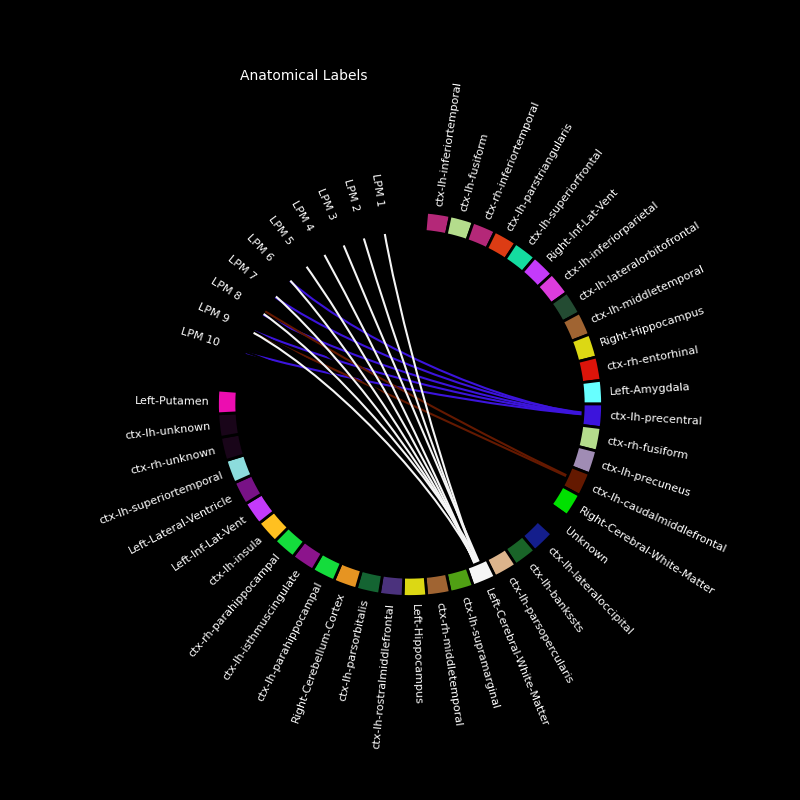 Anatomical Labels
LPM 1
LPM 2
LPM 3
LPM 4
LPM 5
LPM 6
LPM 7
LPM 8
LPM 9
LPM 10
Left-Putamen
ctx-lh-unknown
ctx-rh-unknown
ctx-lh-superiortemporal
Left-Lateral-Ventricle
Left-Inf-Lat-Vent
ctx-lh-insula
ctx-rh-parahippocampal
ctx-lh-isthmuscingulate
ctx-lh-parahippocampal
Right-Cerebellum-Cortex
ctx-lh-parsorbitalis
ctx-lh-rostralmiddlefrontal
Left-Hippocampus
ctx-rh-middletemporal
ctx-lh-supramarginal
Left-Cerebral-White-Matter
ctx-lh-parsopercularis
ctx-lh-bankssts
ctx-lh-lateraloccipital
Unknown
Right-Cerebral-White-Matter
ctx-lh-caudalmiddlefrontal
ctx-lh-precuneus
ctx-rh-fusiform
ctx-lh-precentral
Left-Amygdala
ctx-rh-entorhinal
Right-Hippocampus
ctx-lh-middletemporal
ctx-lh-lateralorbitofrontal
ctx-lh-inferiorparietal
Right-Inf-Lat-Vent
ctx-lh-superiorfrontal
ctx-lh-parstriangularis
ctx-rh-inferiortemporal
ctx-lh-fusiform
ctx-lh-inferiortemporal